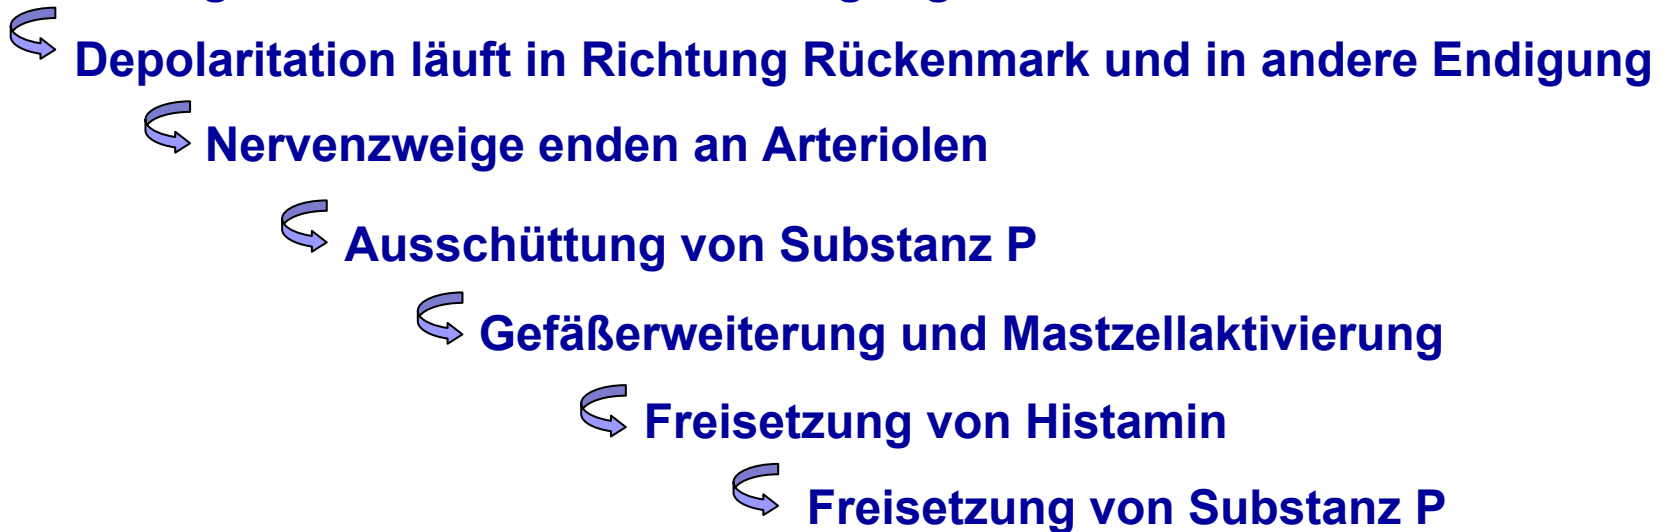 Depolaritation läuft in Richtung Rückenmark und in andere Endigung
Nervenzweige enden an Arteriolen
Ausschüttung von Substanz P
Gefäßerweiterung und Mastzellaktivierung
Freisetzung von Histamin
Freisetzung von Substanz P